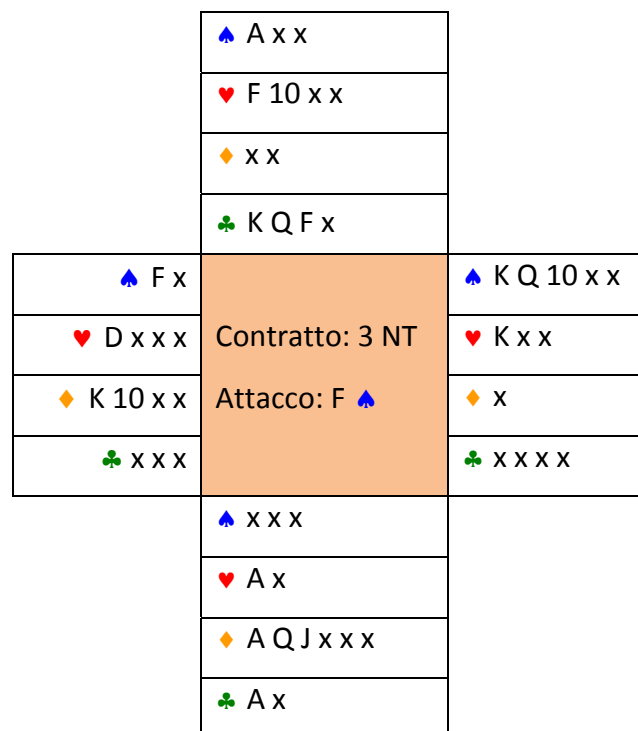 ♠ A x x
♥ F 10 x x
♦ x x
♣ K Q F x
♠ F x
♥ D x x x
♦ K 10 x x
♣ x x x
Contratto: 3 NT
Attacco: F ♠
♠ K Q 10 x x
♥ K x x
♦ x
♣ x x x x
♠ x x x
♥ A x
♦ A Q J x x x
♣ A x